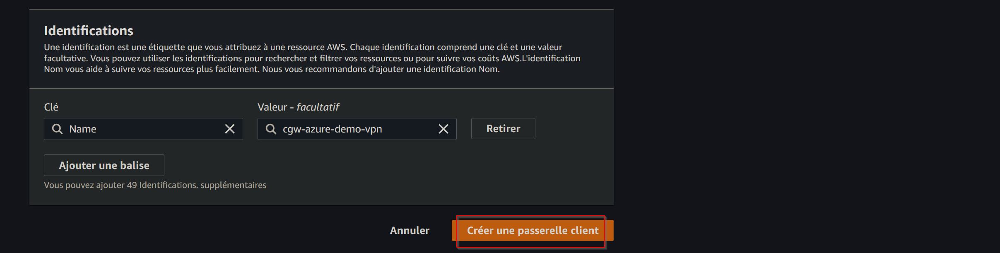 Identifications
Une identification est une étiquette que vous attribuez à une ressource AWS. Chaque identification comprend une clé et une valeur
facultative. Vous pouvez utiliser les identifications pour rechercher et filtrer vos ressources ou pour suivre vos coûts AWS.L'identification
Nom vous aide à suivre vos ressources plus facilement. Nous vous recommandons d'ajouter une identification Nom.
Clé
Valeur - facultatif
Name
cgw-azure-demo-vpn
Retirer
Ajouter une balise
Vous pouvez ajouter 49 Identifications. supplémentaires
Annuler
Créer une passerelle client